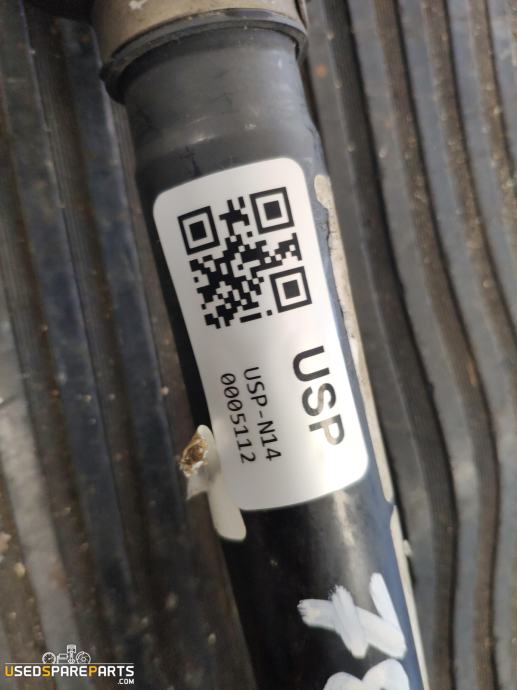 USP
USP-N14
0005112
USEDSPAREPARTS
.COM